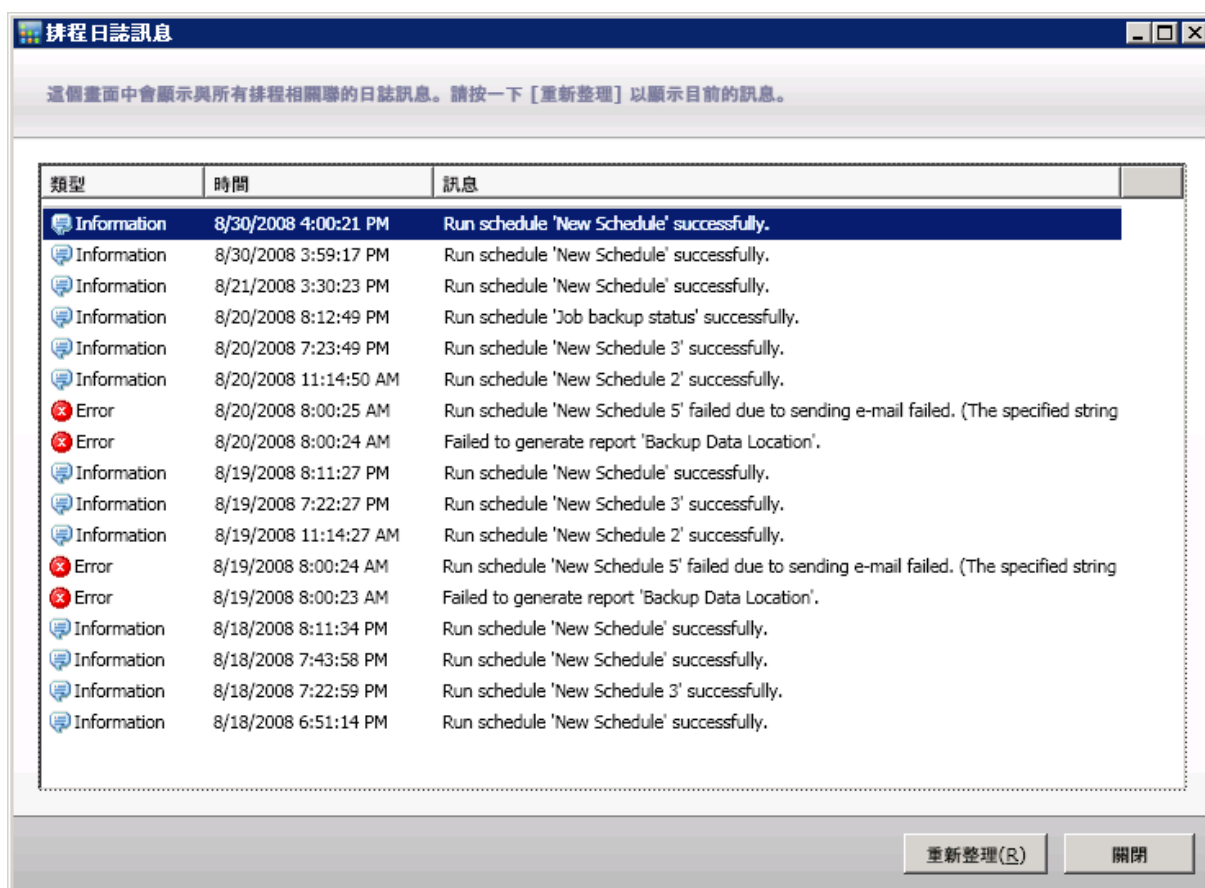 排程日誌訊息
這個畫面中會顯示與所有排程相關聯的日誌訊息。請按一下 [重新整理] 以顯示目前的訊息。
類型 時間 訊息
Information 8/30/2008 4:00:21 PM Run schedule 'New Schedule' successfully.
Information 8/30/2008 3:59:17 PM Run schedule 'New Schedule' successfully.
Information 8/21/2008 3:30:23 PM Run schedule 'New Schedule' successfully.
Information 8/20/2008 8:12:49 PM Run schedule 'Job backup status' successfully.
Information 8/20/2008 7:23:49 PM Run schedule 'New Schedule 3' successfully.
Information 8/20/2008 11:14:50 AM Run schedule 'New Schedule 2' successfully.
Error 8/20/2008 8:00:25 AM Run schedule 'New Schedule 5' failed due to sending e-mail failed. (The specified string
Error 8/20/2008 8:00:24 AM Failed to generate report 'Backup Data Location'.
Information 8/19/2008 8:11:27 PM Run schedule 'New Schedule' successfully.
Information 8/19/2008 7:22:27 PM Run schedule 'New Schedule 3' successfully.
Information 8/19/2008 11:14:27 AM Run schedule 'New Schedule 2' successfully.
Error 8/19/2008 8:00:24 AM Run schedule 'New Schedule 5' failed due to sending e-mail failed. (The specified string
Error 8/19/2008 8:00:23 AM Failed to generate report 'Backup Data Location'.
Information 8/18/2008 8:11:34 PM Run schedule 'New Schedule' successfully.
Information 8/18/2008 7:43:58 PM Run schedule 'New Schedule' successfully.
Information 8/18/2008 7:22:59 PM Run schedule 'New Schedule 3' successfully.
Information 8/18/2008 6:51:14 PM Run schedule 'New Schedule' successfully.
重新整理(R) 關閉